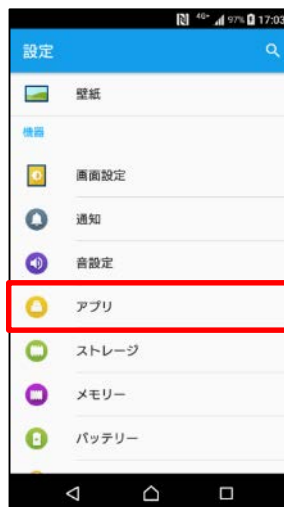 4G+ 97% 17:03
設定
壁紙
機器
画面設定
通知
音設定
アプリ
ストレージ
メモリー
バッテリー